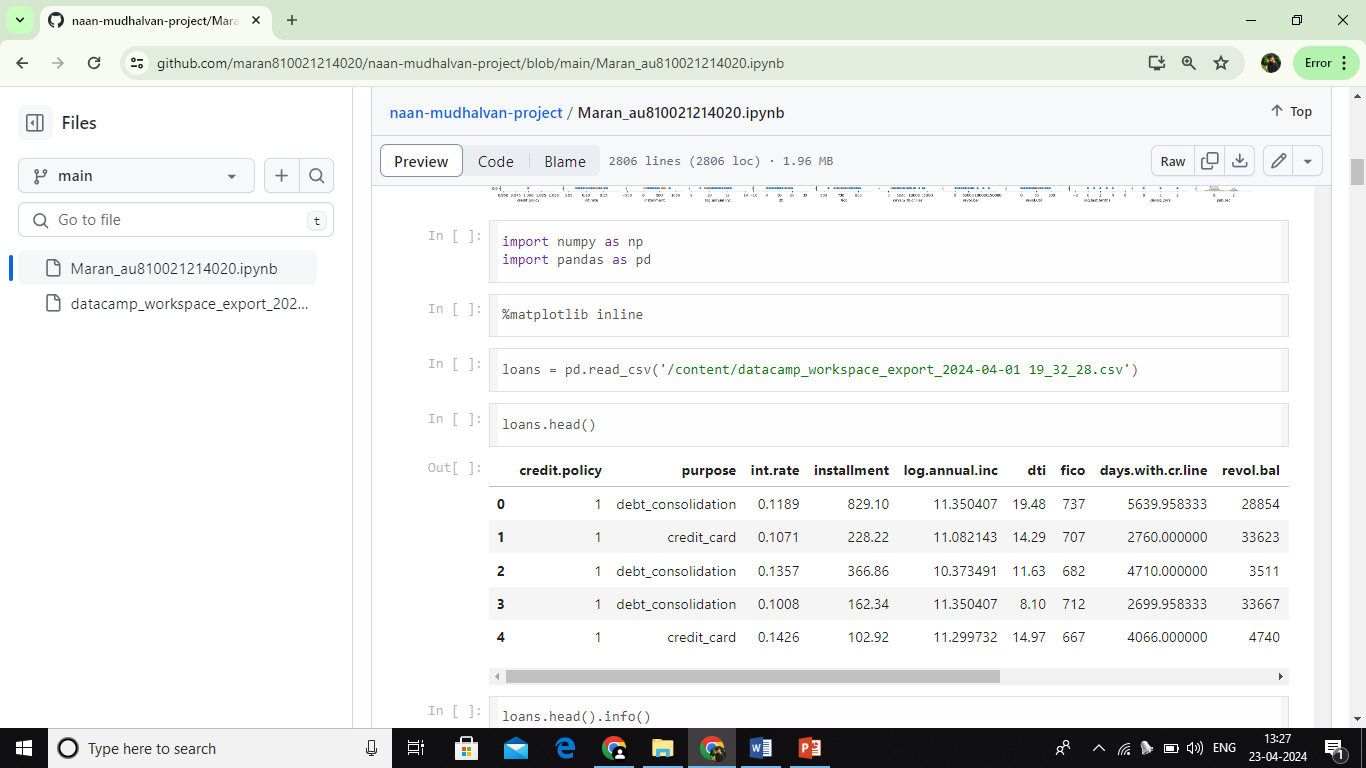 naan-mudhalvan-project/Mara
github.com/maran810021214020/naan-mudhalvan-project/blob/main/Maran_au810021214020.ipynb
Error
Files
main
Go to file
t
Maran_au810021214020.ipynb
datacamp_workspace_export_202...
naan-mudhalvan-project / Maran_au810021214020.ipynb
Top
Preview Code Blame 2806 lines (2806 loc) · 1.96 MB
Raw
In [ ]:
import numpy as np
import pandas as pd
In [ ]:
%matplotlib inline
In [ ]:
loans = pd.read_csv('/content/datacamp_workspace_export_2024-04-01 19_32_28.csv')
In [ ]:
loans.head()
Out[ ]:
credit.policy purpose int.rate installment log.annual.inc dti fico days.with.cr.line revol.bal
0 1 debt_consolidation 0.1189 829.10 11.350407 19.48 737 5639.958333 28854
1 1 credit_card 0.1071 228.22 11.082143 14.29 707 2760.000000 33623
2 1 debt_consolidation 0.1357 366.86 10.373491 11.63 682 4710.000000 3511
3 1 debt_consolidation 0.1008 162.34 11.350407 8.10 712 2699.958333 33667
4 1 credit_card 0.1426 102.92 11.299732 14.97 667 4066.000000 4740
In [ ]:
loans.head().info()
Type here to search
ENG
13:27
23-04-2024
1